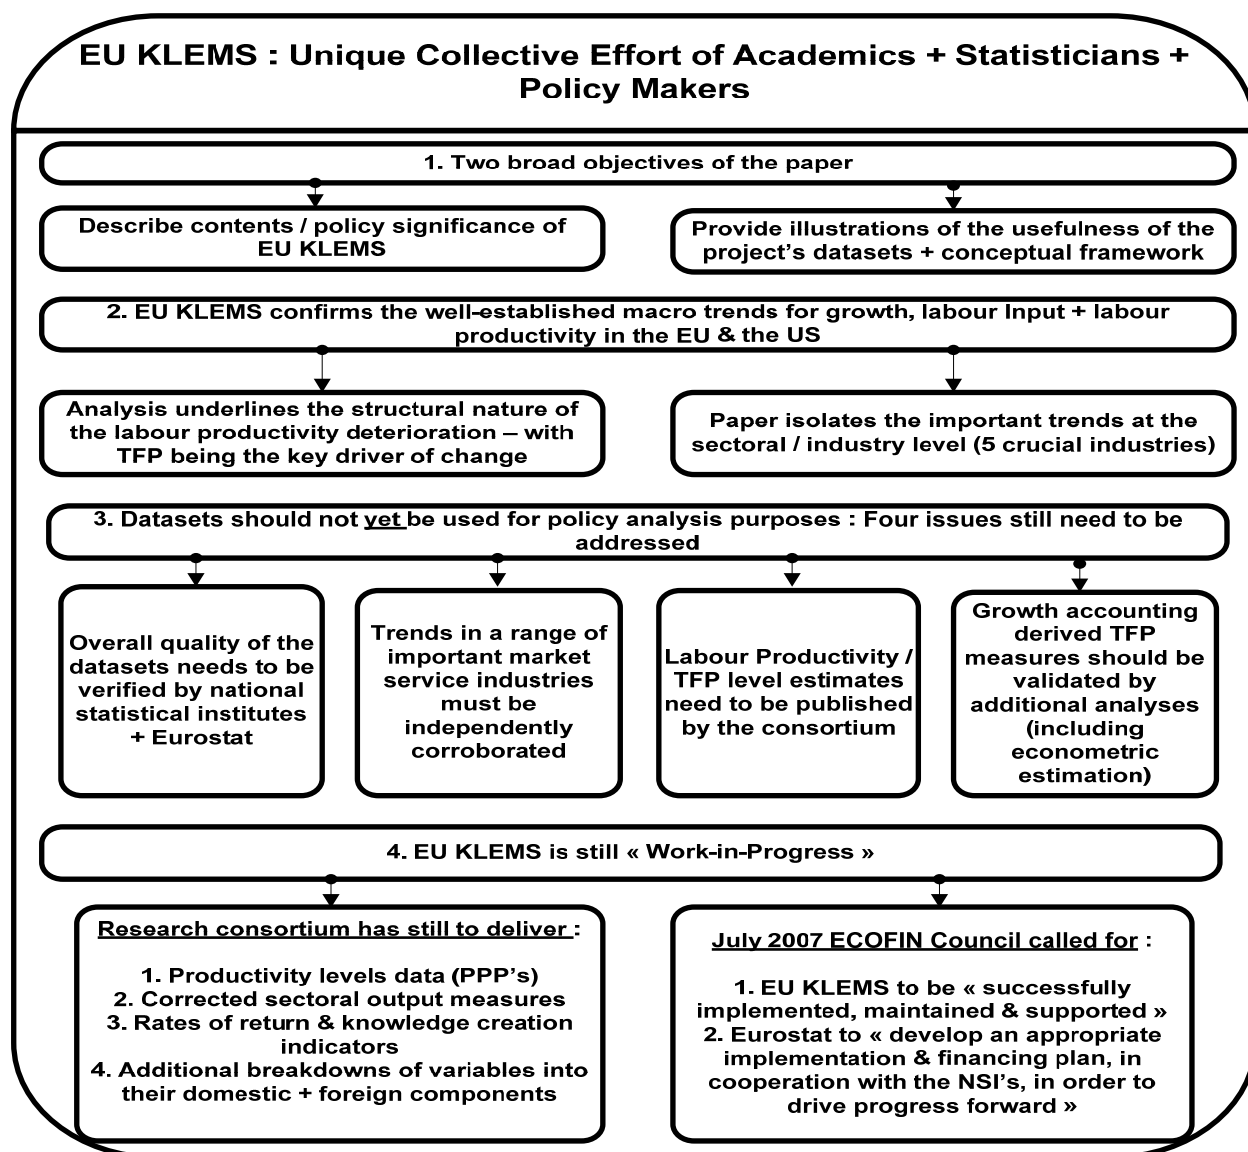 EU KLEMS : Unique Collective Effort of Academics + Statisticians +
Policy Makers
1. Two broad objectives of the paper
Describe contents / policy significance of
EU KLEMS
Provide illustrations of the usefulness of the
project's datasets + conceptual framework
2. EU KLEMS confirms the well-established macro trends for growth, labour Input + labour
productivity in the EU & the US
Analysis underlines the structural nature of
the labour productivity deterioration – with
TFP being the key driver of change
Paper isolates the important trends at the
sectoral / industry level (5 crucial industries)
3. Datasets should not yet be used for policy analysis purposes : Four issues still need to be
addressed
Overall quality of the
datasets needs to be
verified by national
statistical institutes
+ Eurostat
Trends in a range of
important market
service industries
must be
independently
corroborated
Labour Productivity /
TFP level estimates
need to be published
by the consortium
Growth accounting
derived TFP
measures should be
validated by
additional analyses
(including
econometric
estimation)
4. EU KLEMS is still « Work-in-Progress »
Research consortium has still to deliver :
1. Productivity levels data (PPP's)
2. Corrected sectoral output measures
3. Rates of return & knowledge creation
indicators
4. Additional breakdowns of variables into
their domestic + foreign components
July 2007 ECOFIN Council called for :
1. EU KLEMS to be « successfully
implemented, maintained & supported »
2. Eurostat to « develop an appropriate
implementation & financing plan, in
cooperation with the NSI's, in order to
drive progress forward »